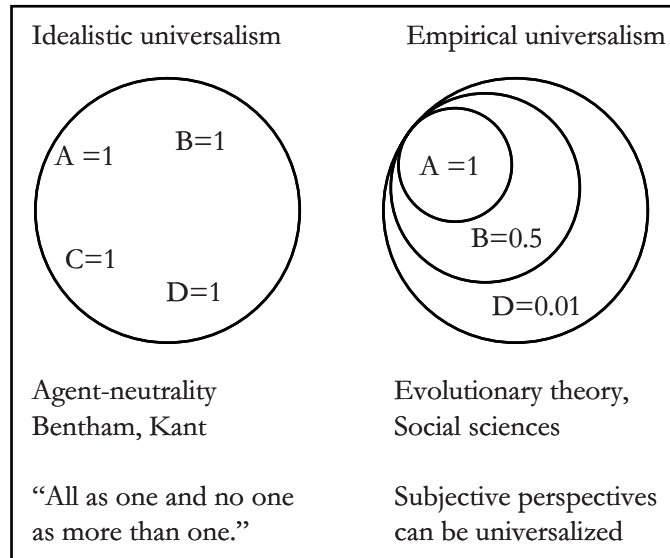 Idealistic universalism
A =1
B=1
C=1
D=1
Agent-neutrality
Bentham, Kant
“All as one and no one
as more than one.”
Empirical universalism
A =1
B=0.5
D=0.01
Evolutionary theory,
Social sciences
Subjective perspectives
can be universalized